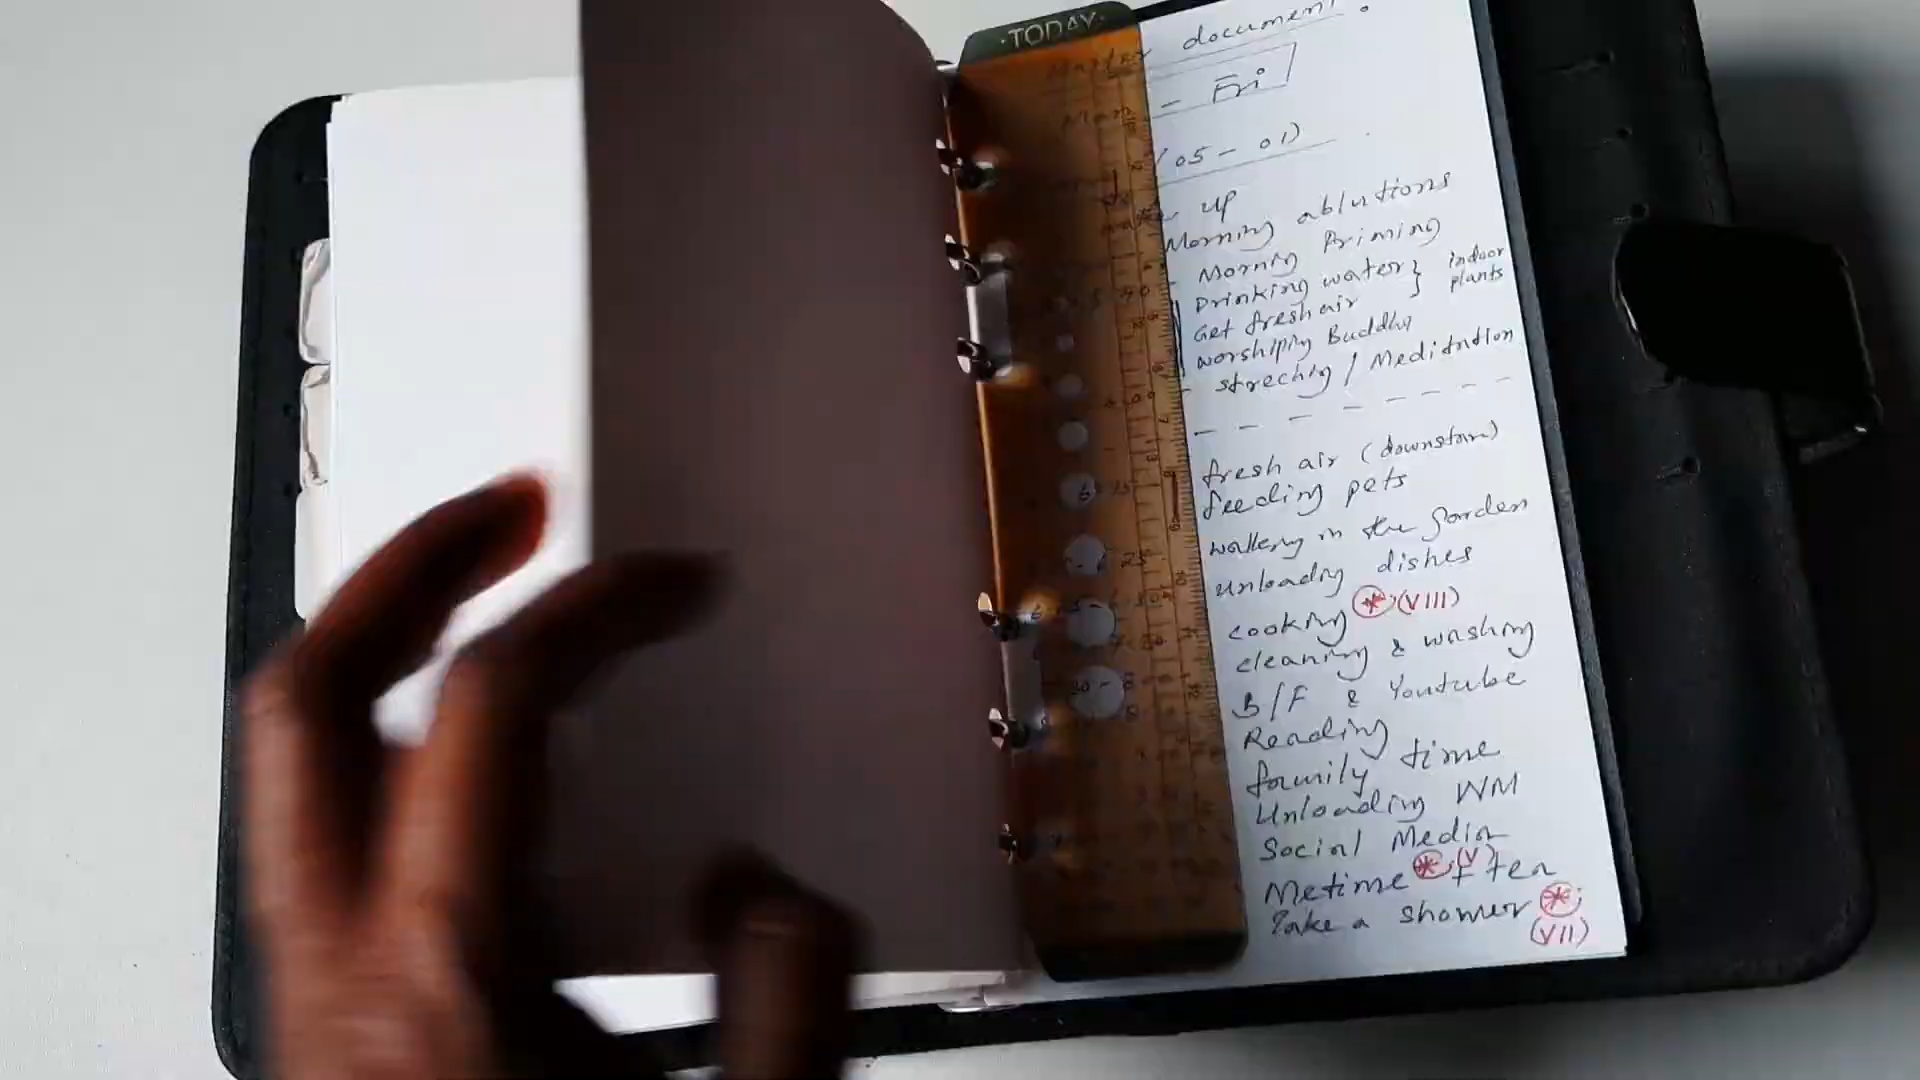 ·TODAY·
Master document.
Mon - Fri
(05 - 01)
up
Morning ablutions
Morning Priming
Drinking water } indoor plants
Get fresh air
worshiping Buddha
streching / Meditation
fresh air (downstairs)
feeding pets
walking in the garden
Unloading dishes
cooking * (VIII)
cleaning & washing
B/F & Youtube
Reading
family time
Unloading WM
Social Media
Metime * (V) + tea
Take a shower *
(VII)